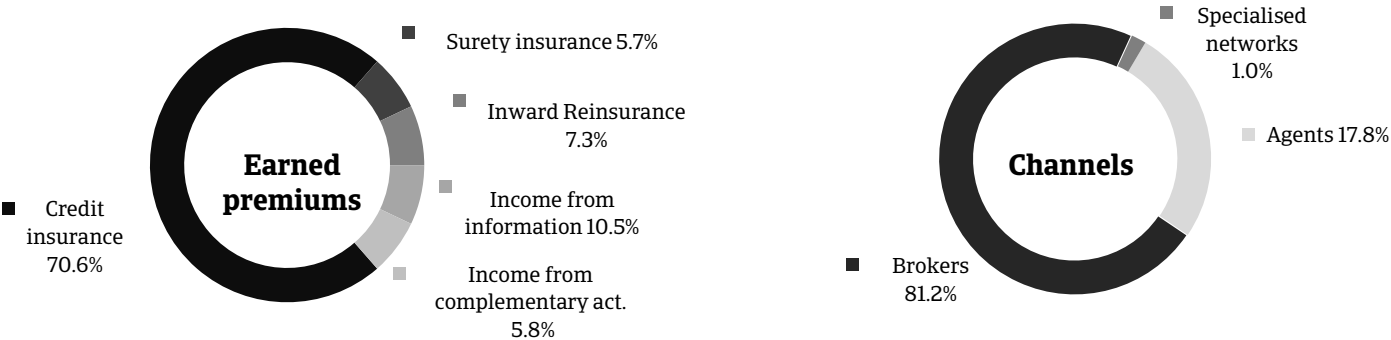 Surety insurance 5.7%
Inward Reinsurance
7.3%
Earned
premiums
Income from
information 10.5%
Credit
insurance
70.6%
Income from
complementary act.
5.8%
Specialised
networks
1.0%
Agents 17.8%
Channels
Brokers
81.2%